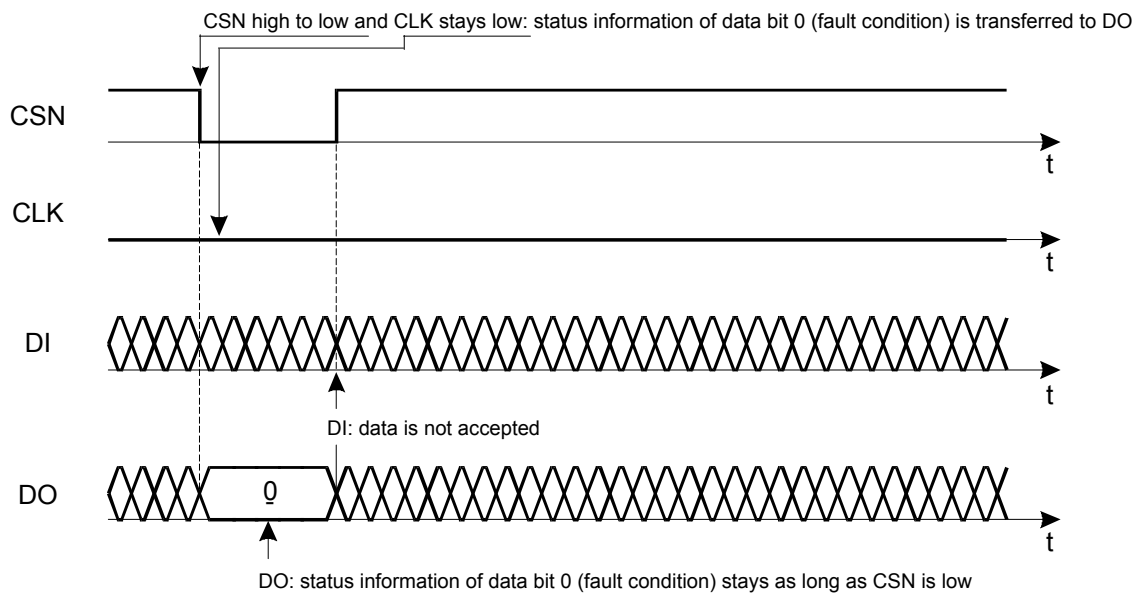 CSN high to low and CLK stays low: status information of data bit 0 (fault condition) is transferred to DO
CSN
t
CLK
t
DI
t
DI: data is not accepted
DO
0
t
DO: status information of data bit 0 (fault condition) stays as long as CSN is low